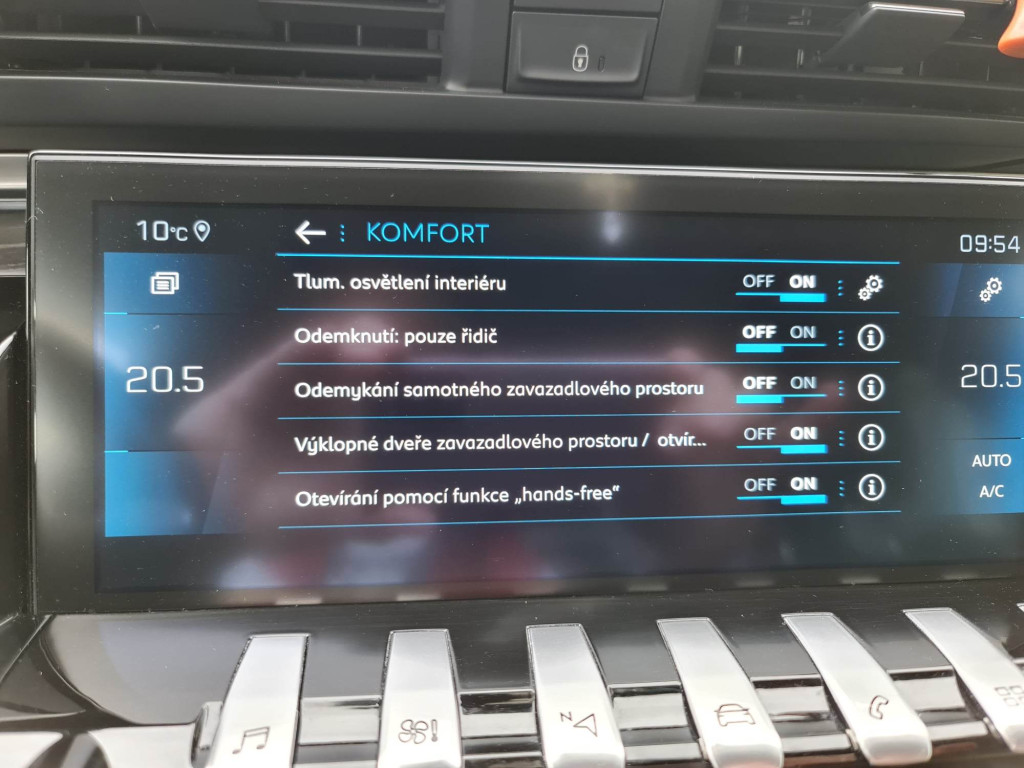 10°C
KOMFORT
09:54
Tlum. osvětlení interiéru OFF ON
Odemknutí: pouze řidič OFF ON
20.5
20.5
Odemykání samotného zavazadlového prostoru OFF ON
Výklopné dveře zavazadlového prostoru / otvír... OFF ON
AUTO
Otevírání pomocí funkce „hands-free“ OFF ON
A/C
N